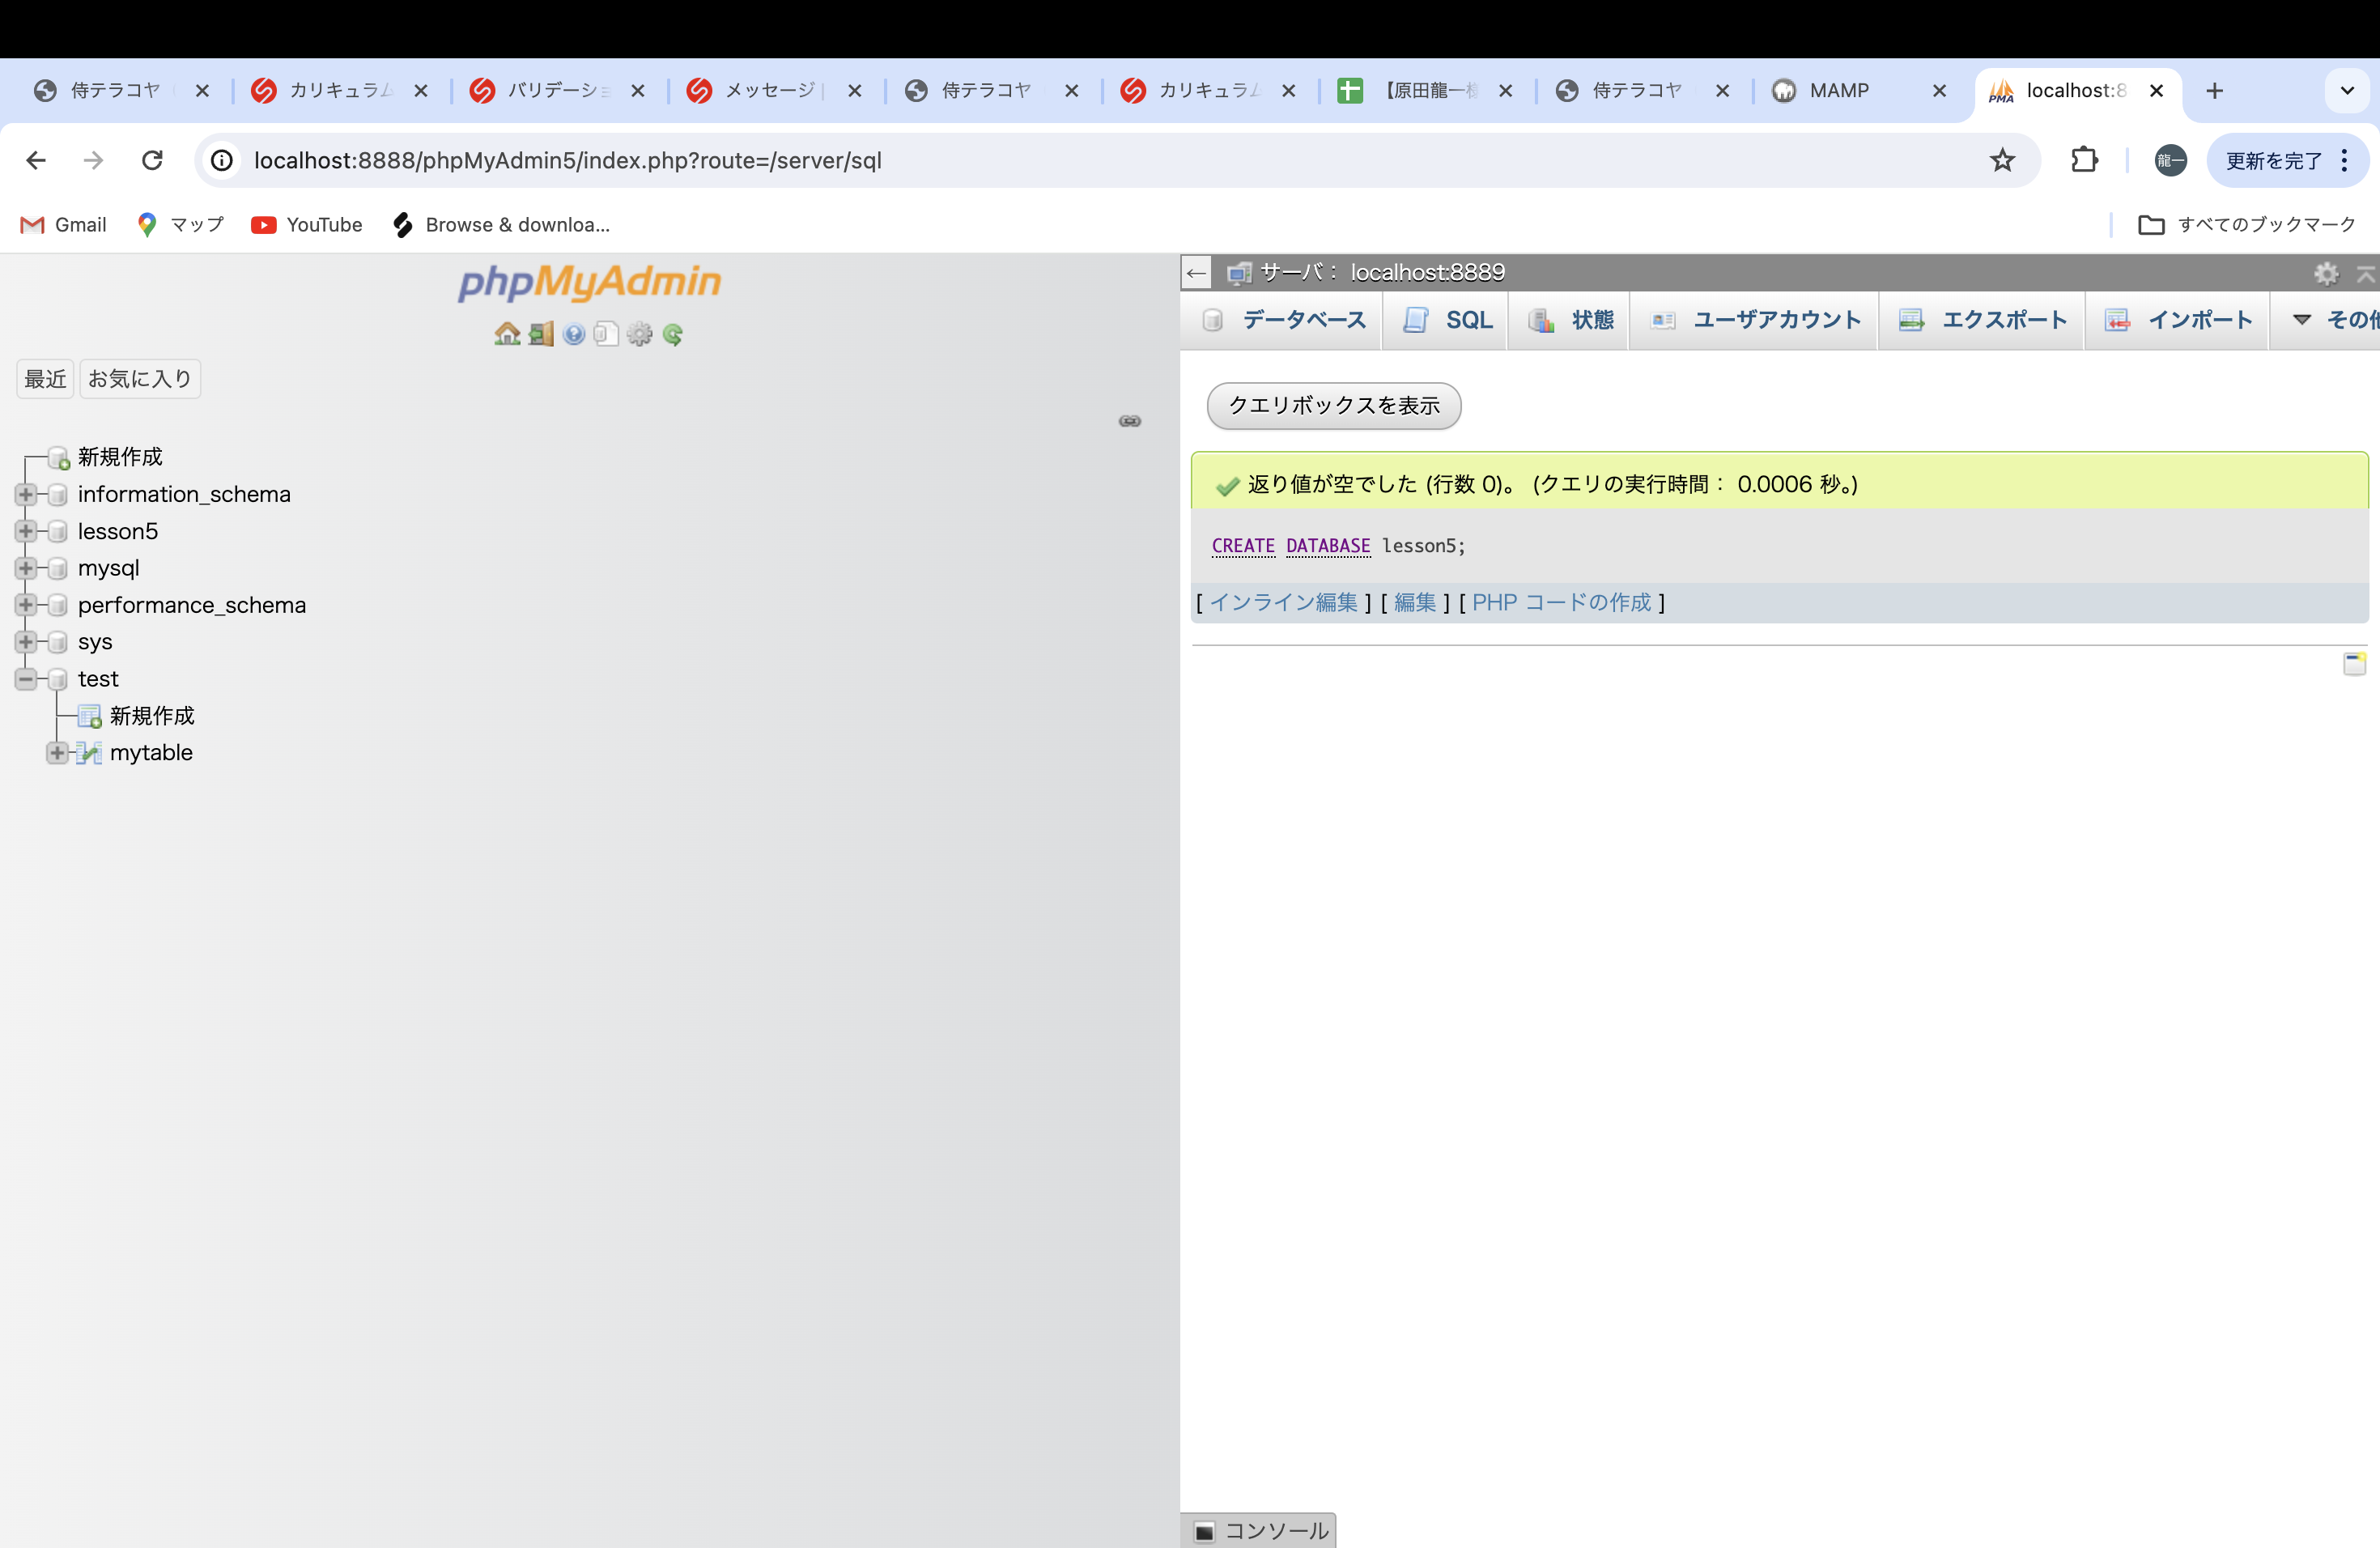 侍テラコヤ カリキュラム バリデーショ メッセージ 侍テラコヤ カリキュラム 【原田龍一様 侍テラコヤ MAMP localhost:8
localhost:8888/phpMyAdmin5/index.php?route=/server/sql 龍一 更新を完了
Gmail マップ YouTube Browse & downloa... すべてのブックマーク
phpMyAdmin
最近 お気に入り
新規作成
information_schema
lesson5
mysql
performance_schema
sys
test
新規作成
mytable
サーバ： localhost:8889
データベース SQL 状態 ユーザアカウント エクスポート インポート その他
クエリボックスを表示
返り値が空でした (行数 0)。 (クエリの実行時間： 0.0006 秒。)
CREATE DATABASE lesson5;
[ インライン編集 ] [ 編集 ] [ PHP コードの作成 ]
コンソール